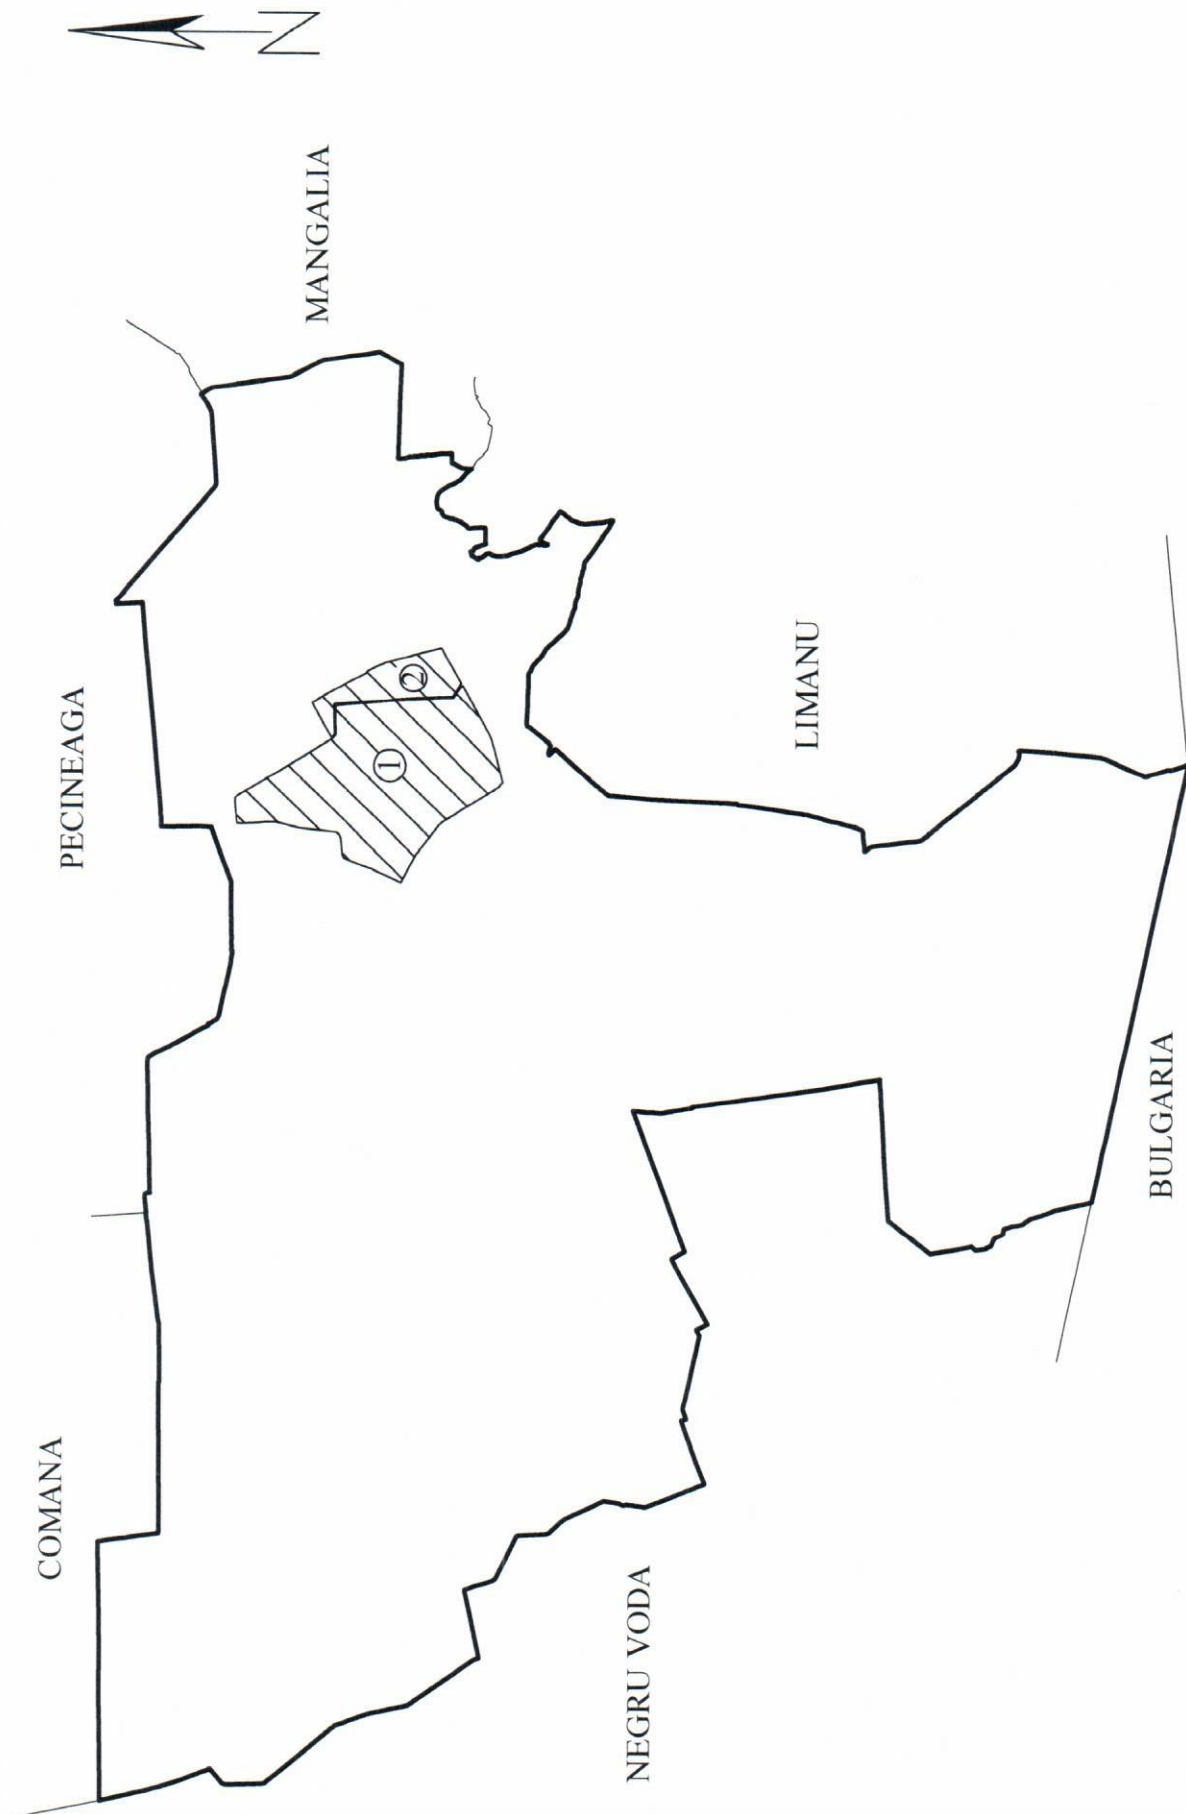 N
COMANA
PECINEAGA
MANGALIA
1
2
LIMANU
NEGRU VODA
BULGARIA